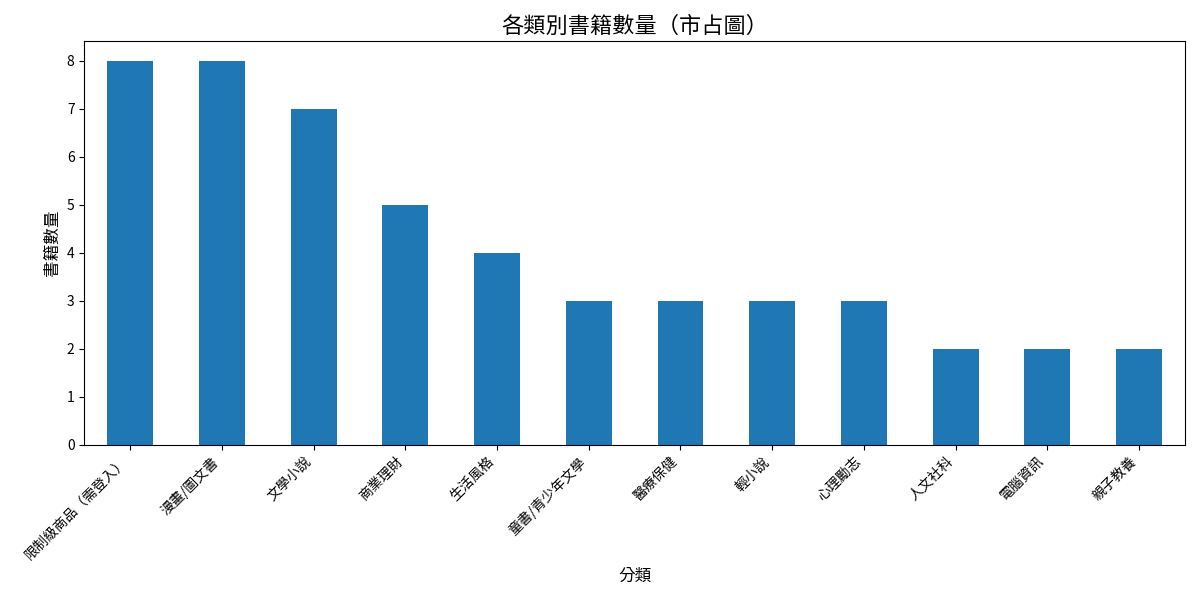 各類別書籍數量（市占圖）
書籍數量
8
7
6
5
4
3
2
1
0
限制級商品（需登入）
漫畫/圖文書
文學小說
商業理財
生活風格
童書/青少年文學
醫療保健
輕小說
心理勵志
人文社科
電腦資訊
親子教養
分類